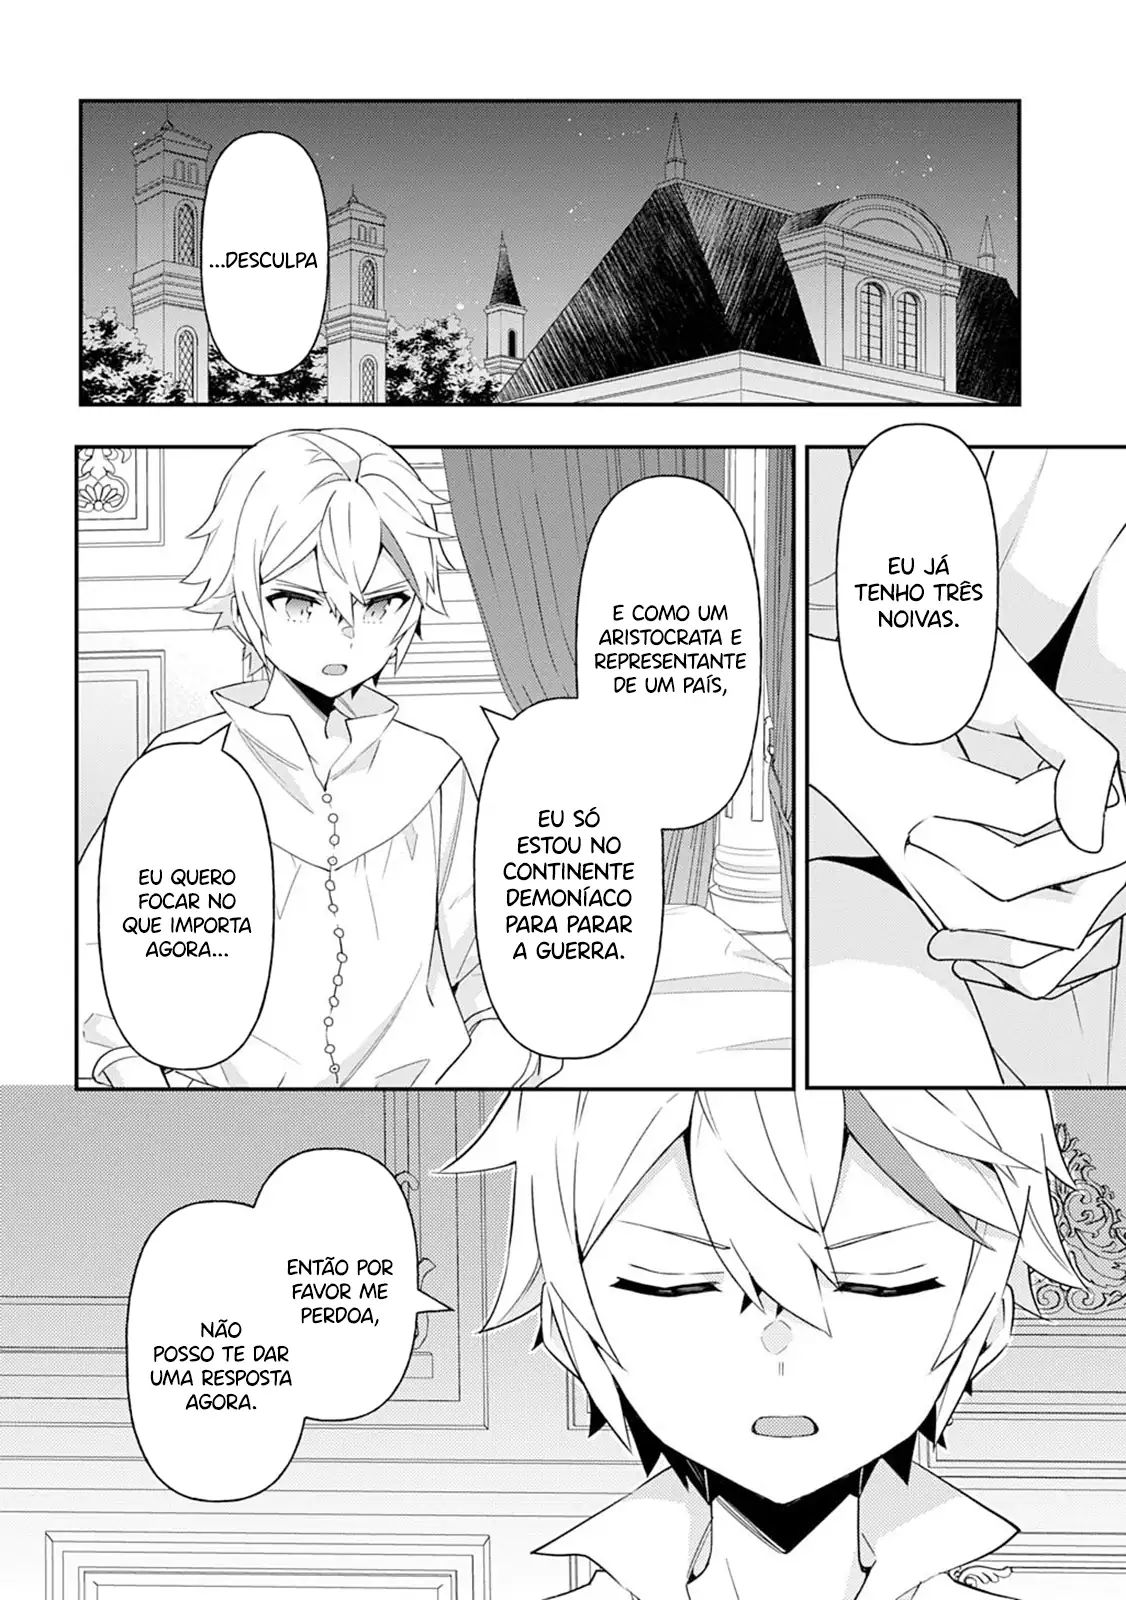 ...DESCULPA
EU JÁ
TENHO TRÊS
NOIVAS.
E COMO UM
ARISTOCRATA E
REPRESENTANTE
DE UM PAÍS,
EU SÓ
ESTOU NO
CONTINENTE
DEMONÍACO
PARA PARAR
A GUERRA.
EU QUERO
FOCAR NO
QUE IMPORTA
AGORA...
ENTÃO POR
FAVOR ME
PERDOA,
NÃO
POSSO TE DAR
UMA RESPOSTA
AGORA.